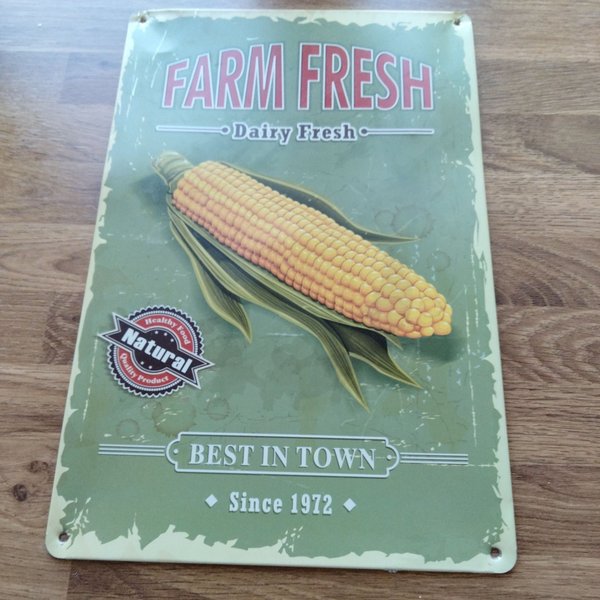 FARM FRESH
Dairy Fresh
Healthy Food
Natural
Quality Product
BEST IN TOWN
Since 1972